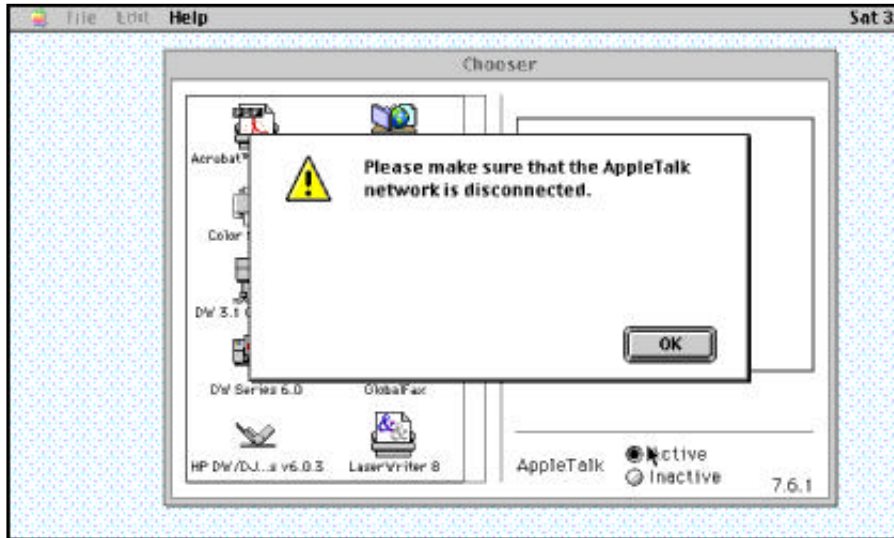 File Edit Help Sat 3
Chooser
Acrobat™
Please make sure that the AppleTalk
network is disconnected.
Color
DW 3.1
OK
DW Series 6.0 GlobalFax
HP DW/DJ...s v6.0.3 LaserWriter 8
AppleTalk Active
Inactive
7.6.1